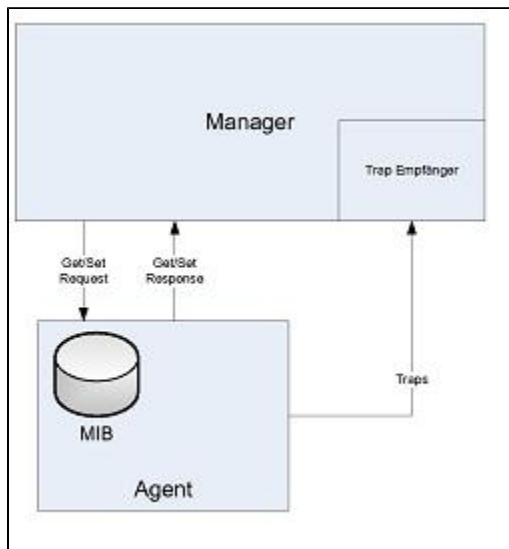 Manager
Trap Empfänger
Get/Set
Request
Get/Set
Response
Traps
MIB
Agent